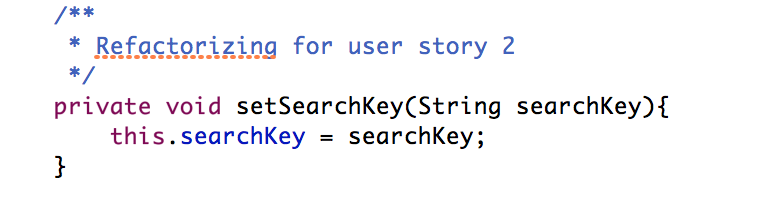 /**
 * Refactorizing for user story 2
 */
private void setSearchKey(String searchKey){
    this.searchKey = searchKey;
}